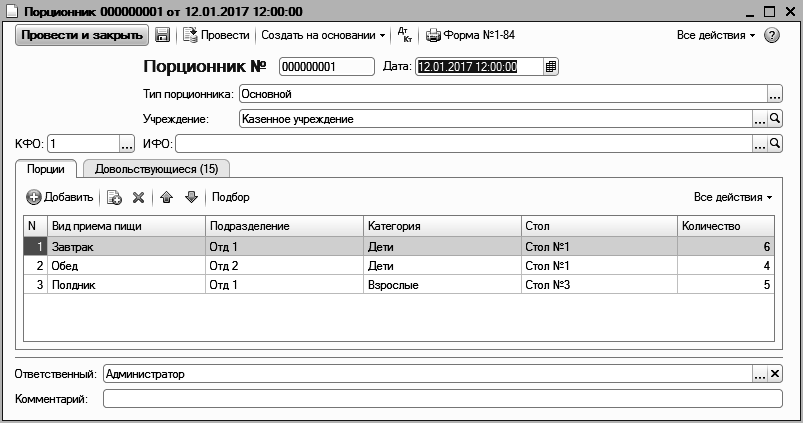 Порционник 000000001 от 12.01.2017 12:00:00
Провести и закрыть Провести Создать на основании Дт Кт Форма №1-84 Все действия ?
Порционник № 000000001 Дата: 12.01.2017 12:00:00
Тип порционника: Основной ...
Учреждение: Казенное учреждение ...
КФО: 1 ... ИФО: ...
Порции Довольствующиеся (15)
Добавить Подбор Все действия
N Вид приема пищи Подразделение Категория Стол Количество
1 Завтрак Отд 1 Дети Стол №1 6
2 Обед Отд 2 Дети Стол №1 4
3 Полдник Отд 1 Взрослые Стол №3 5
Ответственный: Администратор ...
Комментарий: